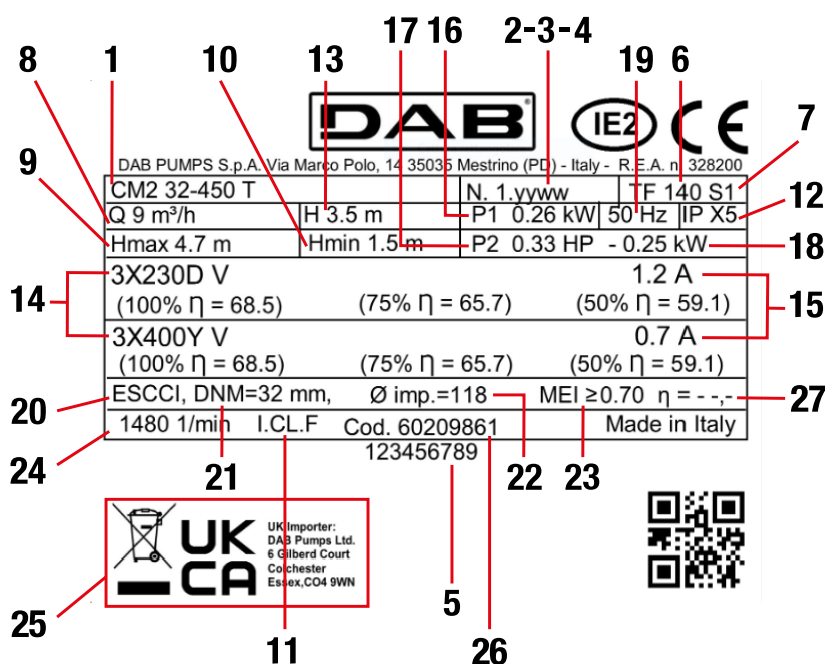 17 16 2-3-4
8 1 10 13 19 6
DAB
IE2 CE
7
9
DAB PUMPS S.p.A. Via Marco Polo, 14 35035 Mestrino (PD) - Italy - R.E.A. n. 328200
CM2 32-450 T N. 1.yyww TF 140 S1
12
Q 9 m³/h H 3.5 m P1 0.26 kW 50 Hz IP X5
Hmax 4.7 m Hmin 1.5 m P2 0.33 HP - 0.25 kW
18
3X230D V 1.2 A
14 15
(100% Ƞ = 68.5) (75% Ƞ = 65.7) (50% Ƞ = 59.1)
3X400Y V 0.7 A
(100% Ƞ = 68.5) (75% Ƞ = 65.7) (50% Ƞ = 59.1)
20 ESCCI, DNM=32 mm, Ø imp.=118 MEI ≥0.70 η = - -,- 27
24 1480 1/min I.CL.F Cod. 60209861 Made in Italy
123456789
21 22 23
UK
CA
UK Importer:
DAB Pumps Ltd.
6 Gilberd Court
Colchester
Essex,CO4 9WN
25 11 5 26